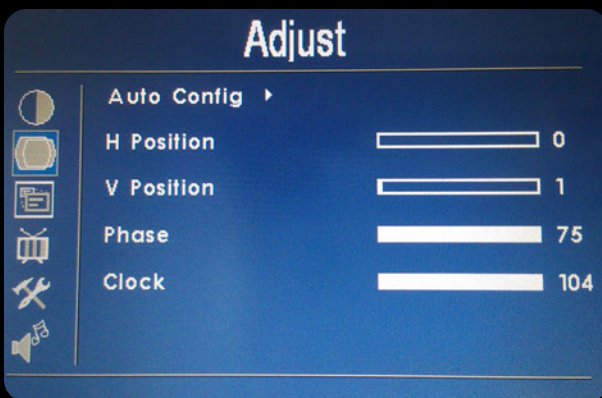 Adjust
Auto Config
H Position 0
V Position 1
Phase 75
Clock 104